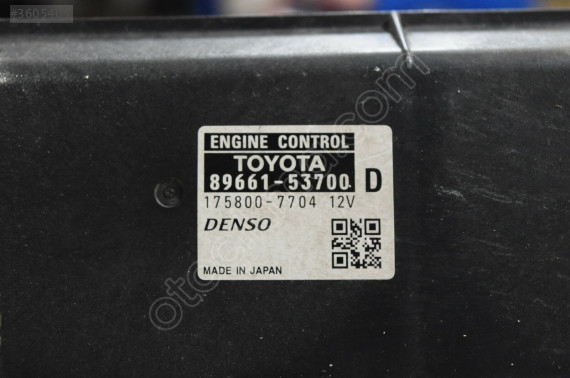 ENGINE CONTROL
TOYOTA
89661-53700 D
175800-7704 12V
DENSO
MADE IN JAPAN